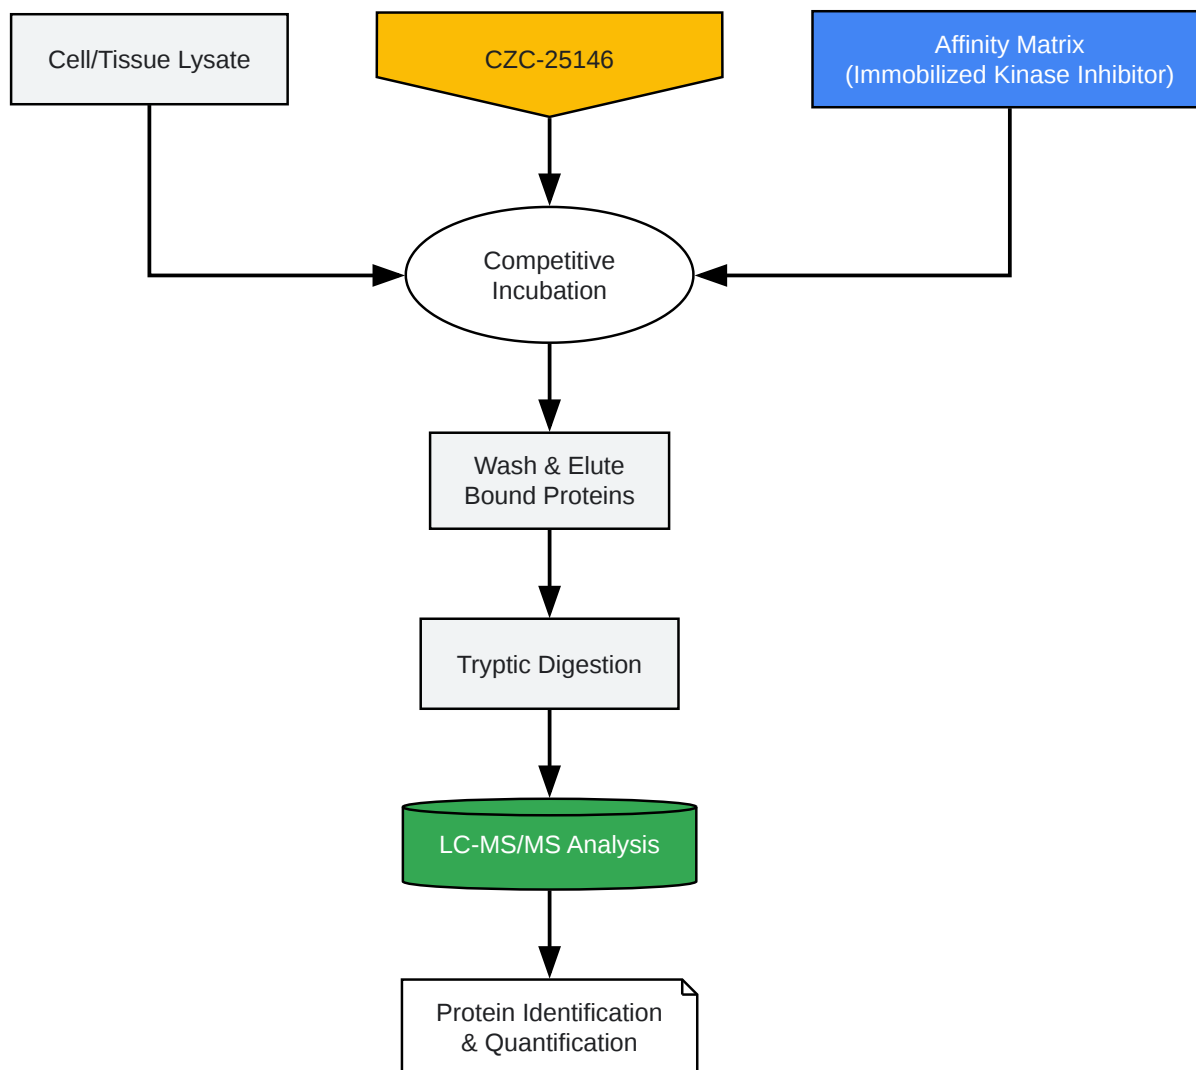 Cell/Tissue Lysate
CZC-25146
Affinity Matrix
(Immobilized Kinase Inhibitor)
Competitive
Incubation
Wash & Elute
Bound Proteins
Tryptic Digestion
LC-MS/MS Analysis
Protein Identification
& Quantification